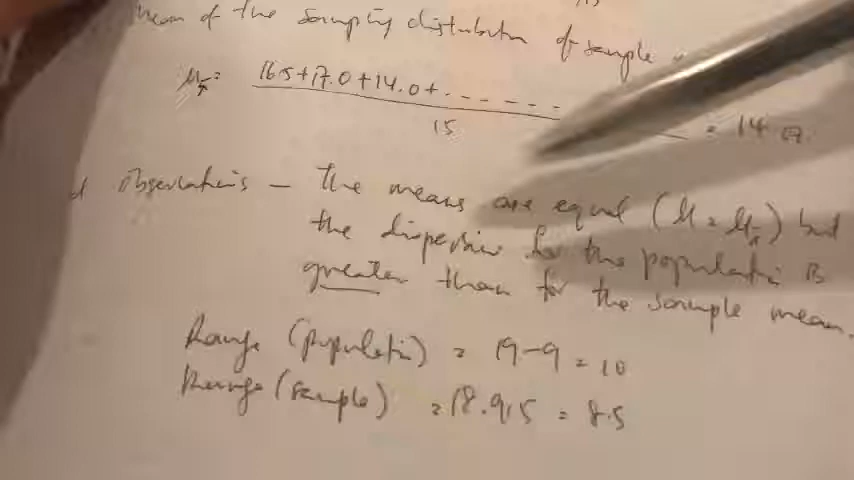 mean of the sampling distribution of sample
μx̄ = 16.5+17.0+14.0+ . - - - - - -
15
= 14.
d Observations – The means are equal (μ = μx̄) but
the dispersion for the population is
greater than for the sample mean.
Range (population) = 19-9 = 10
Range (sample) = 18.9.5 = 8.5